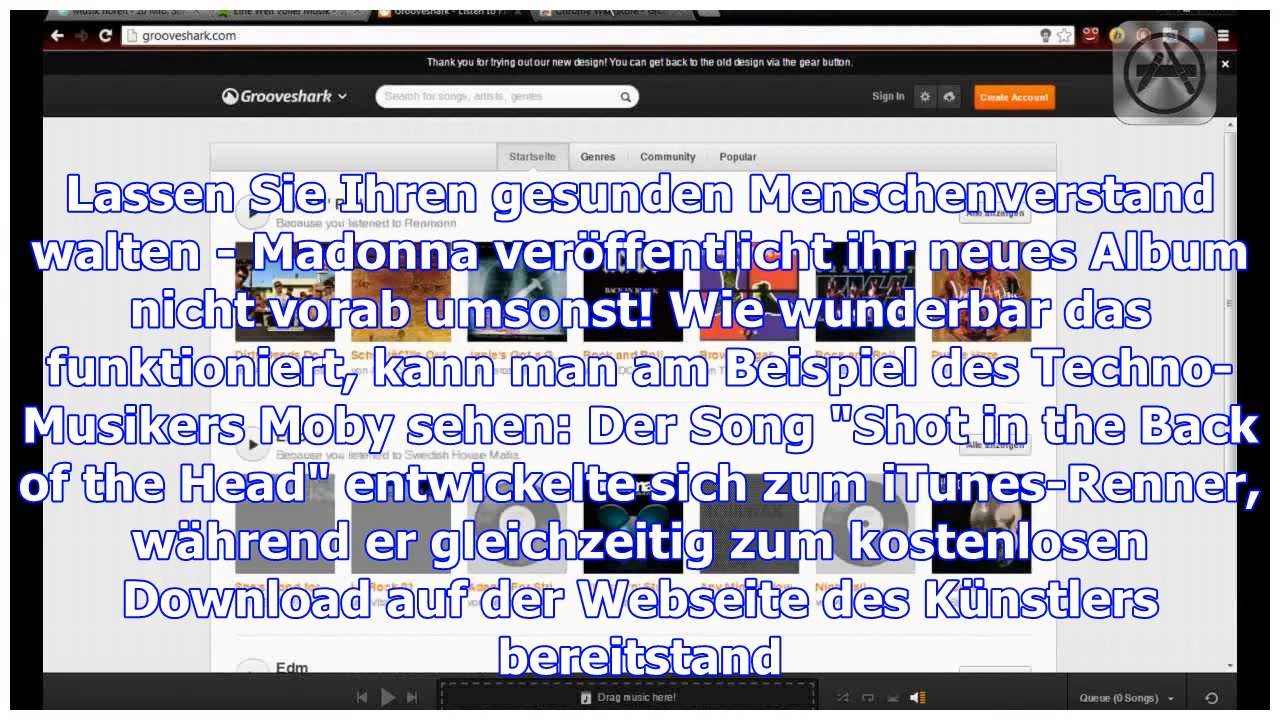 grooveshark.com
Thank you for trying out our new design! You can get back to the old design via the gear button.
Grooveshark
Search for songs, artists, genres
Sign In
Create Account
Startseite Genres Community Popular
Lassen Sie Ihren gesunden Menschenverstand
walten - Madonna veröffentlicht ihr neues Album
nicht vorab umsonst! Wie wunderbar das
funktioniert, kann man am Beispiel des Techno-
Musikers Moby sehen: Der Song "Shot in the Back
of the Head" entwickelte sich zum iTunes-Renner,
während er gleichzeitig zum kostenlosen
Download auf der Webseite des Künstlers
bereitstand
Because you listened to
Alle anzeigen
Because you listened to Swedish House Mafia
Alle anzeigen
Edm
Drag music here!
Queue (0 Songs)